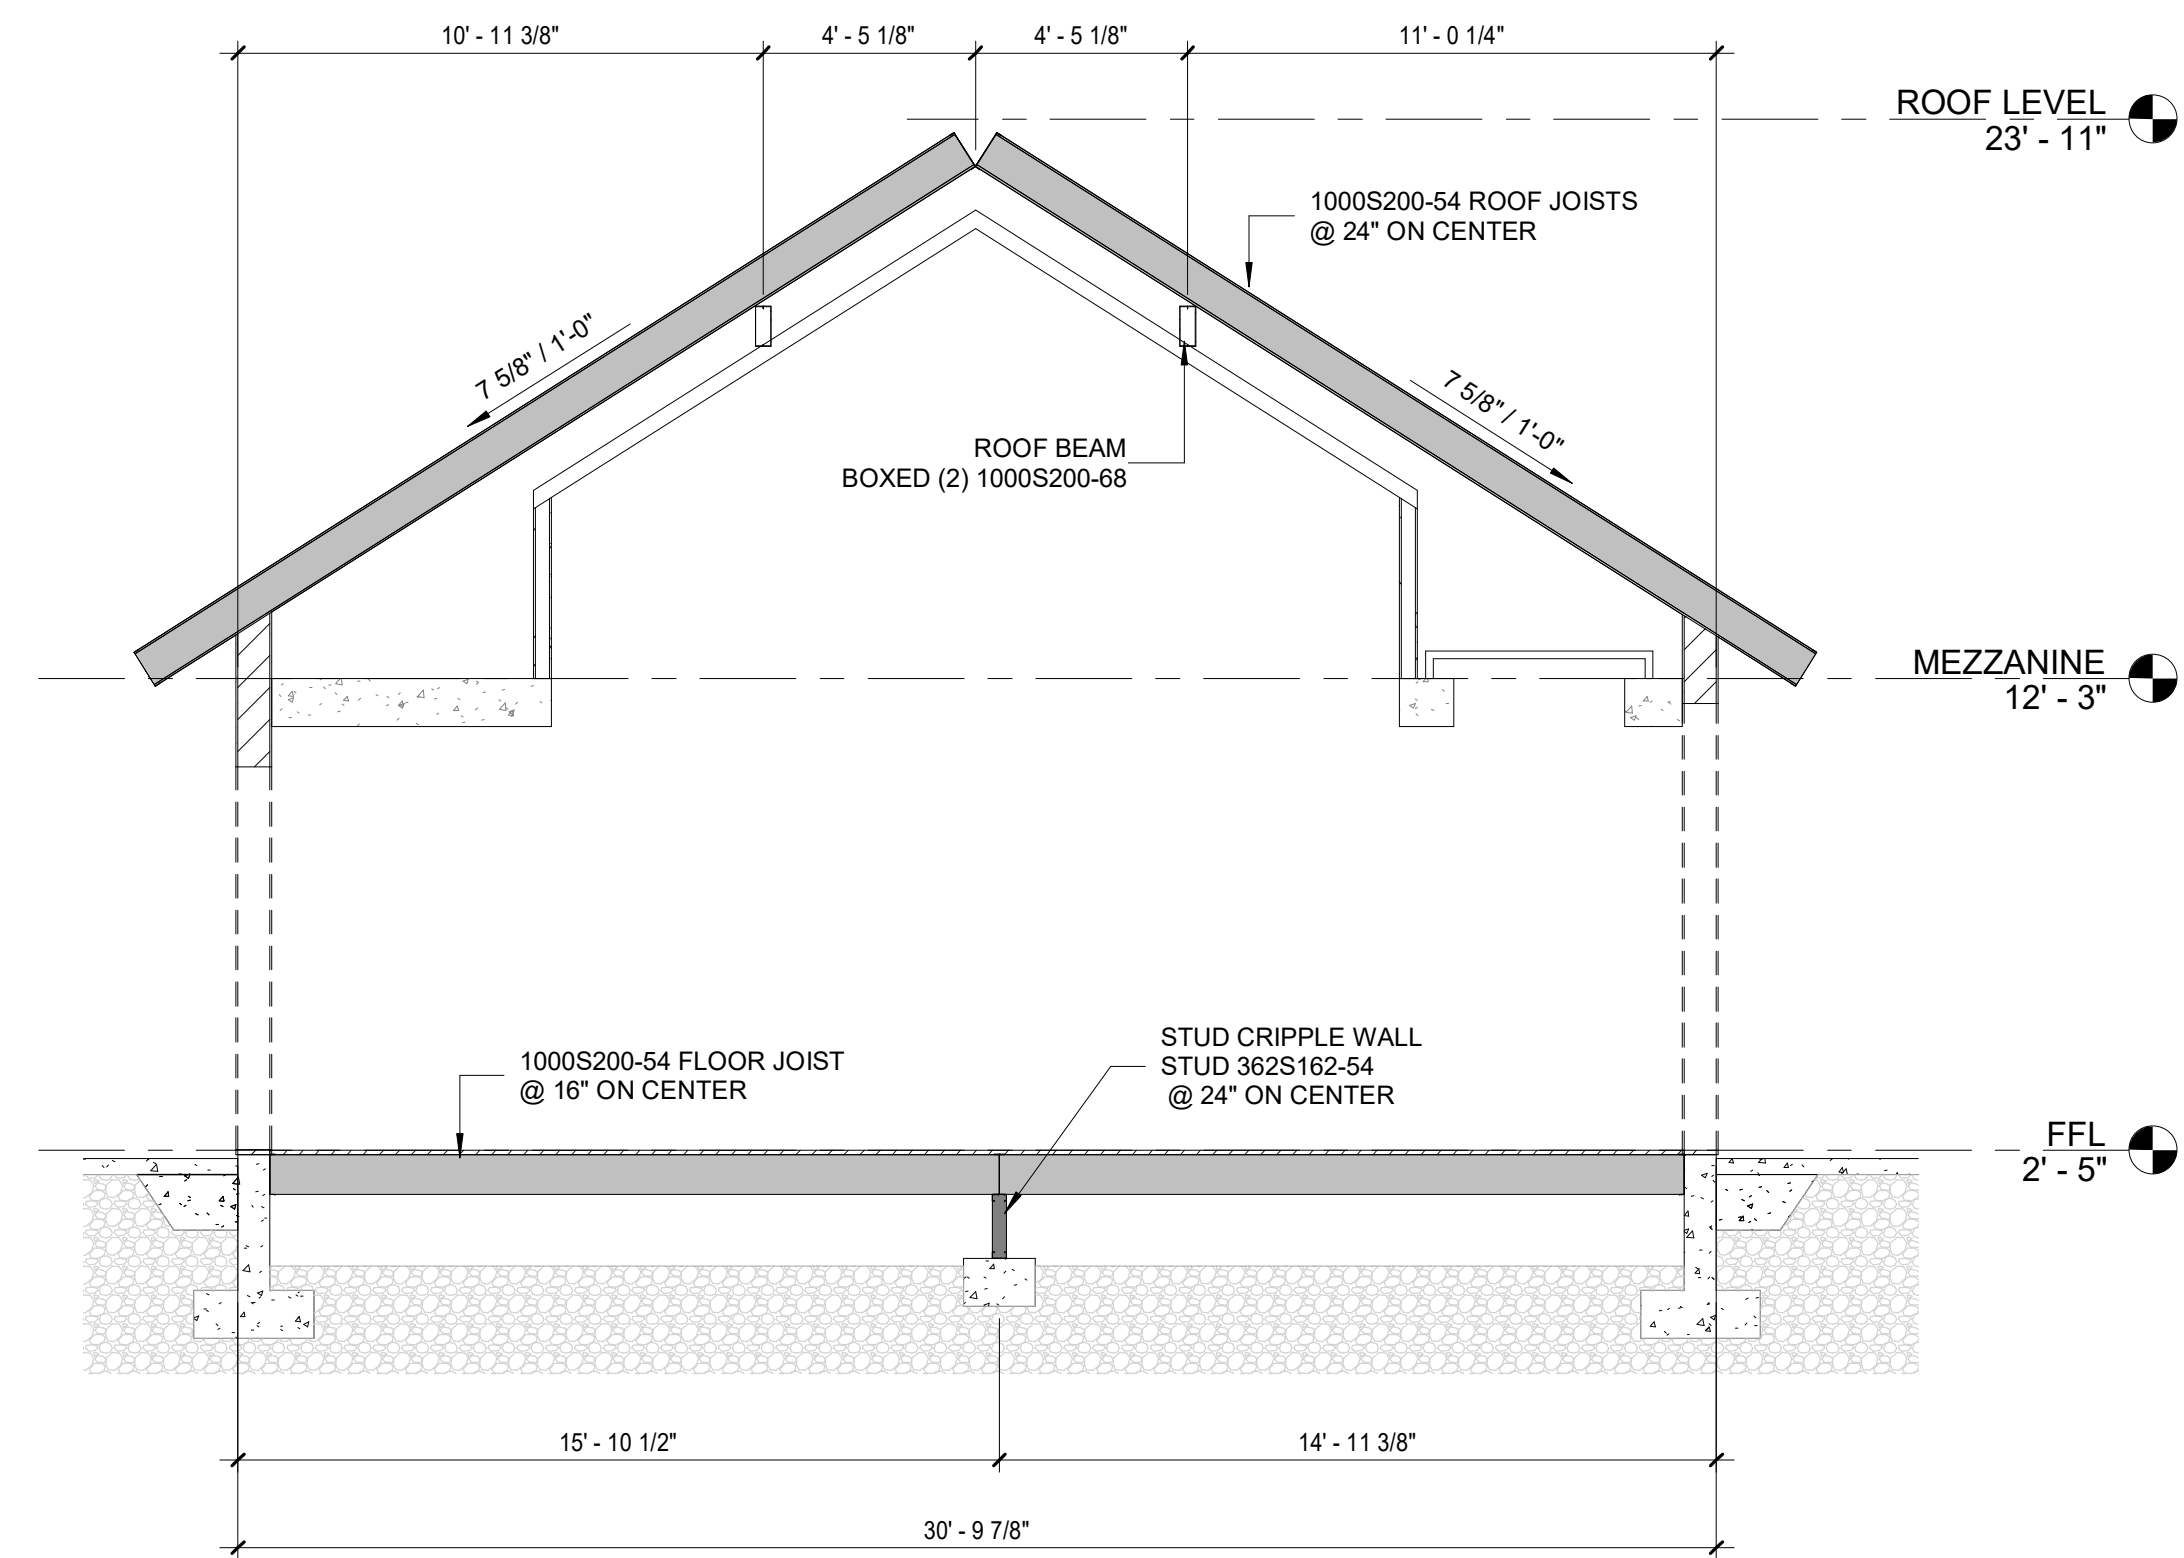 10' - 11 3/8"
4' - 5 1/8"
4' - 5 1/8"
11' - 0 1/4"
ROOF LEVEL
23' - 11"
1000S200-54 ROOF JOISTS
@ 24" ON CENTER
7 5/8" / 1'-0"
7 5/8" / 1'-0"
ROOF BEAM
BOXED (2) 1000S200-68
MEZZANINE
12' - 3"
STUD CRIPPLE WALL
STUD 362S162-54
@ 24" ON CENTER
1000S200-54 FLOOR JOIST
@ 16" ON CENTER
FFL
2' - 5"
15' - 10 1/2"
14' - 11 3/8"
30' - 9 7/8"